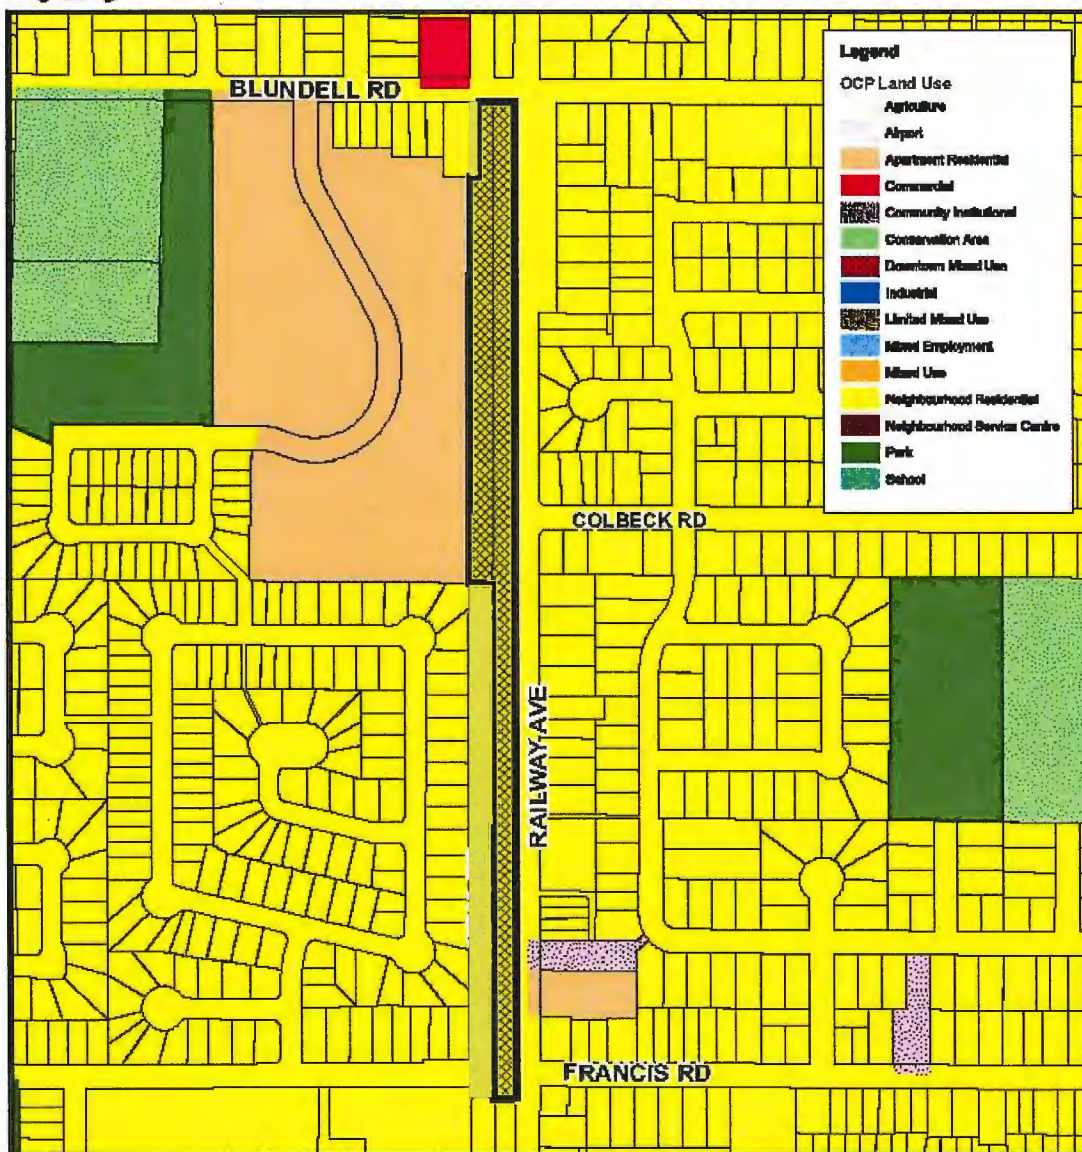 BLUNDELL RD
Legend
OCP Land Use
Agriculture
Airport
Apartment Residential
Commercial
Community Institutional
Conservation Area
Downtown Mixed Use
Industrial
Limited Mixed Use
Mixed Employment
Mixed Use
Neighbourhood Residential
Neighbourhood Service Centre
Park
School
COLBECK RD
RAILWAY AVE
FRANCIS RD